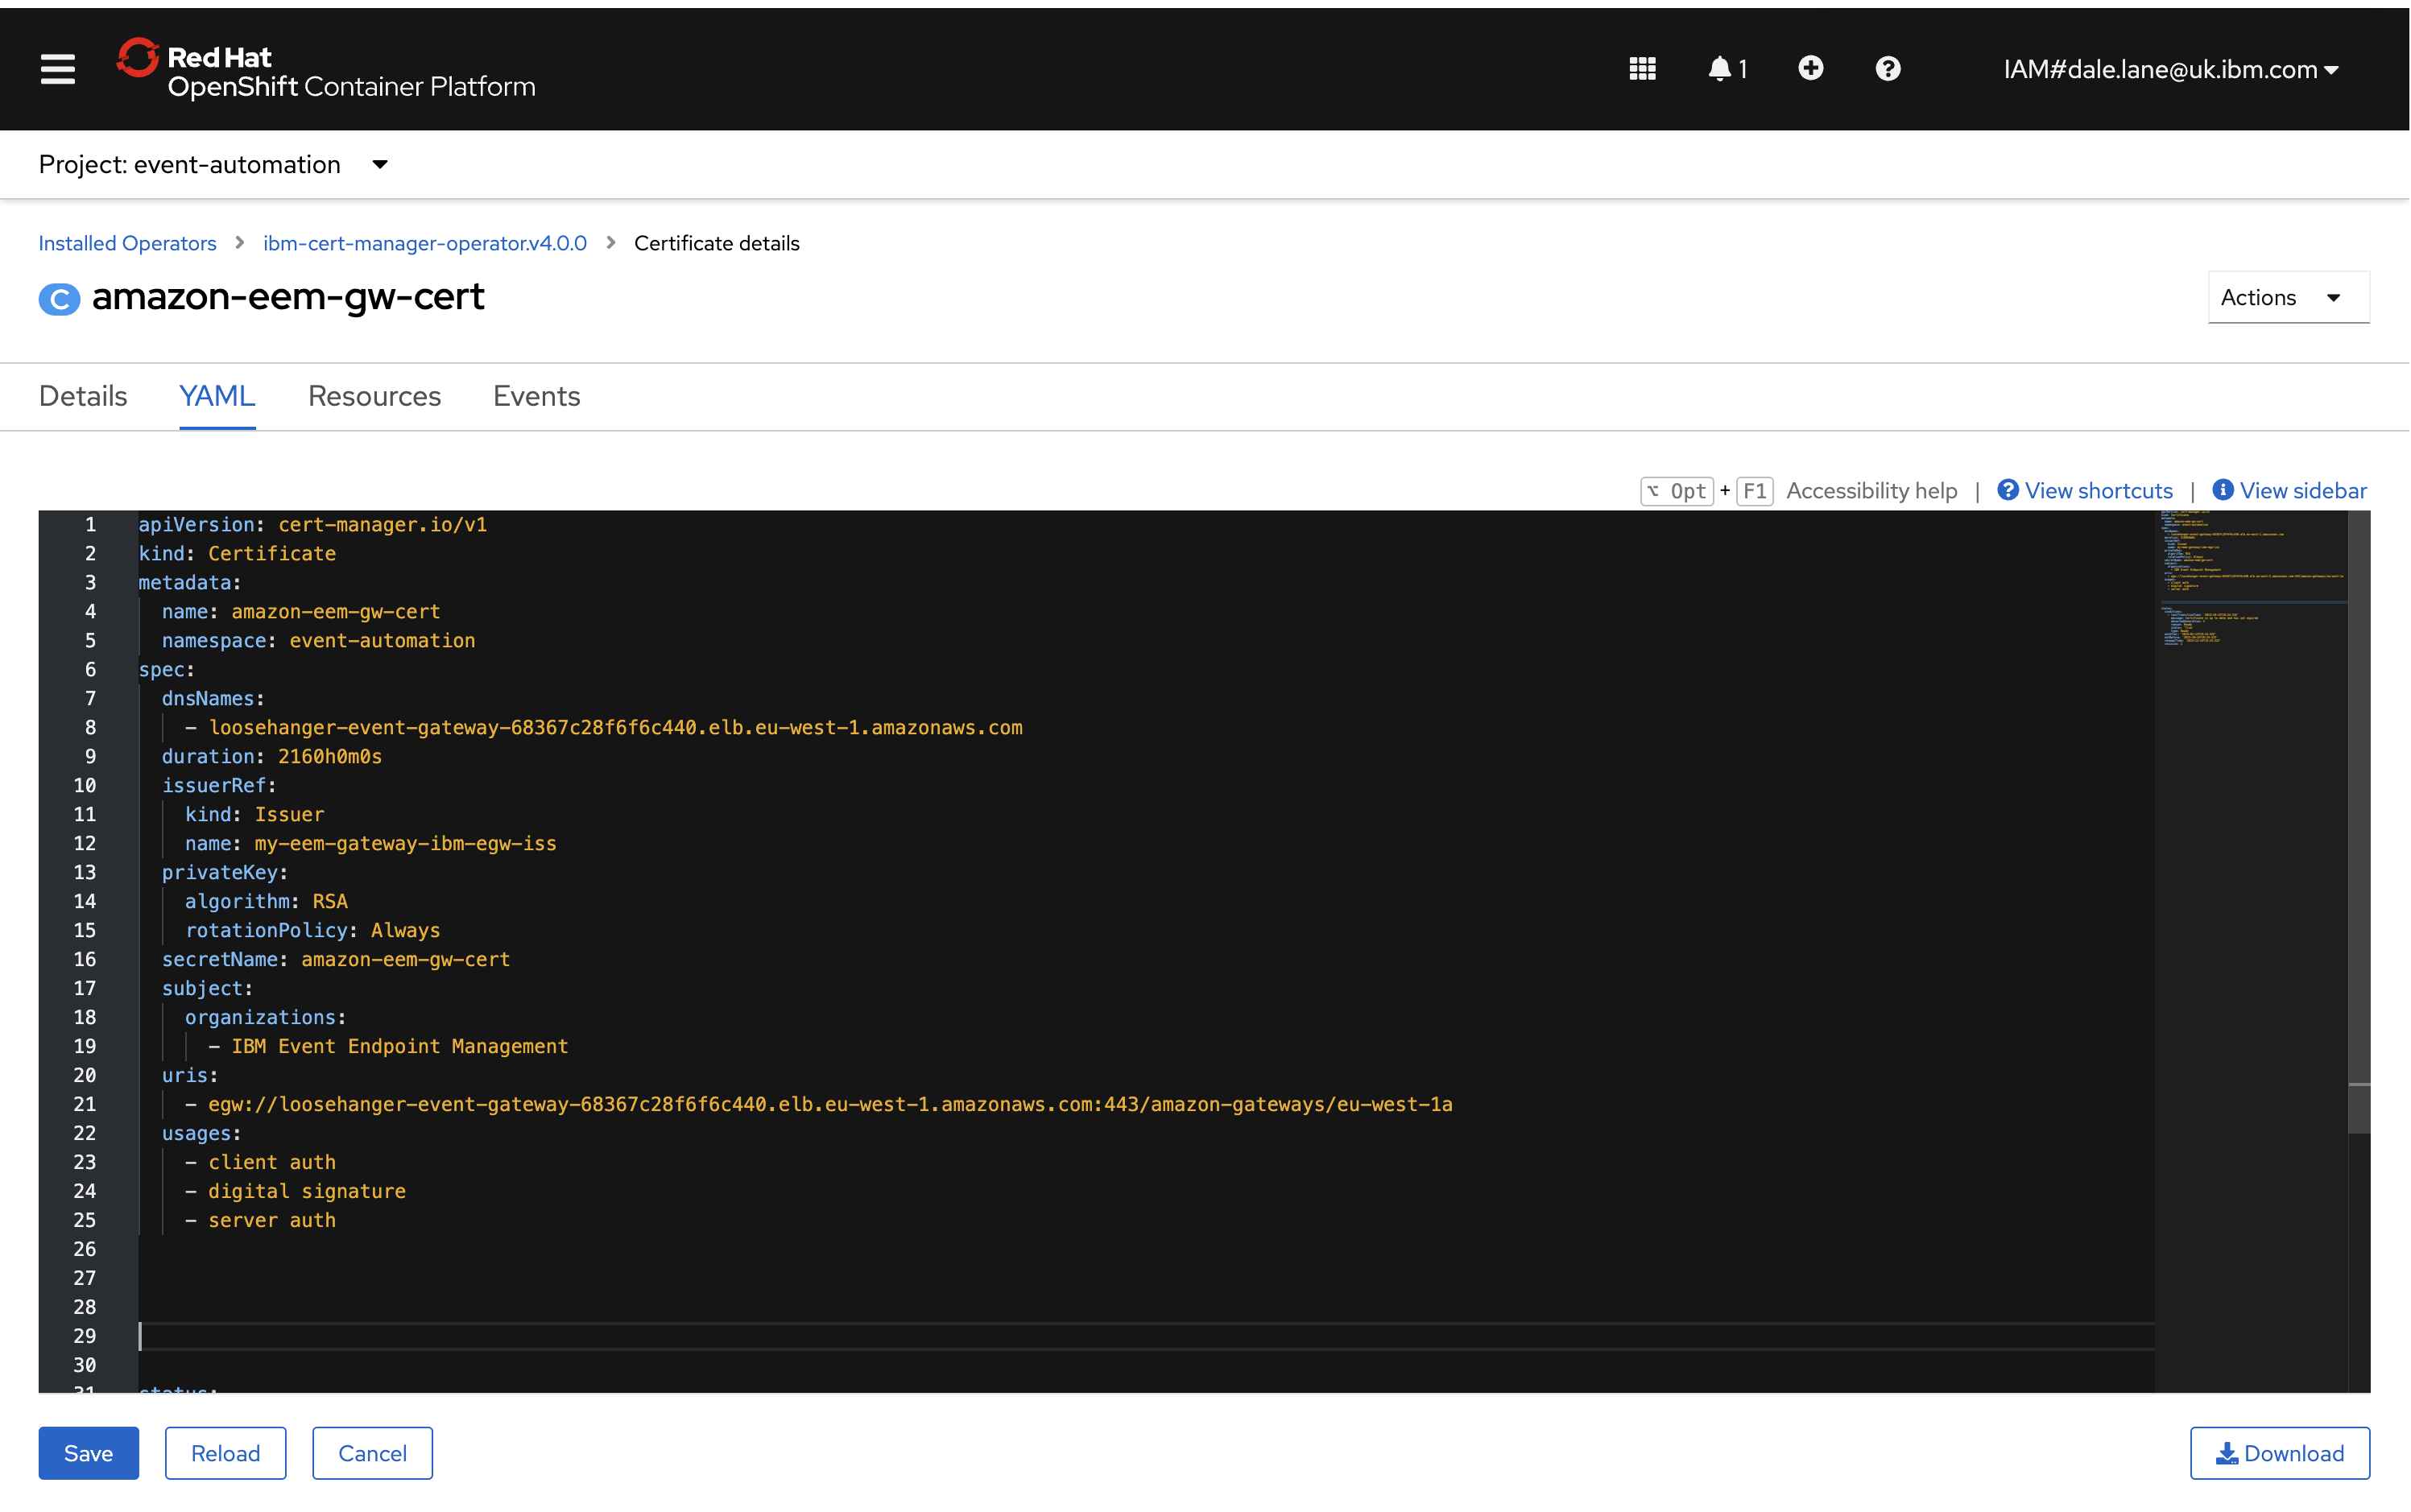 Red Hat
OpenShift Container Platform
1
IAM#dale.lane@uk.ibm.com
Project: event-automation
Installed Operators
ibm-cert-manager-operator.v4.0.0
Certificate details
C amazon-eem-gw-cert
Actions
Details YAML Resources Events
⌥ Opt + F1 Accessibility help | View shortcuts | View sidebar
1 apiVersion: cert-manager.io/v1
2 kind: Certificate
3 metadata:
4   name: amazon-eem-gw-cert
5   namespace: event-automation
6 spec:
7   dnsNames:
8     - loosehanger-event-gateway-68367c28f6f6c440.elb.eu-west-1.amazonaws.com
9   duration: 2160h0m0s
10   issuerRef:
11     kind: Issuer
12     name: my-eem-gateway-ibm-egw-iss
13   privateKey:
14     algorithm: RSA
15     rotationPolicy: Always
16   secretName: amazon-eem-gw-cert
17   subject:
18     organizations:
19       - IBM Event Endpoint Management
20   uris:
21     - egw://loosehanger-event-gateway-68367c28f6f6c440.elb.eu-west-1.amazonaws.com:443/amazon-gateways/eu-west-1a
22   usages:
23     - client auth
24     - digital signature
25     - server auth
26
27
28
29
30
31 status:
Save Reload Cancel Download